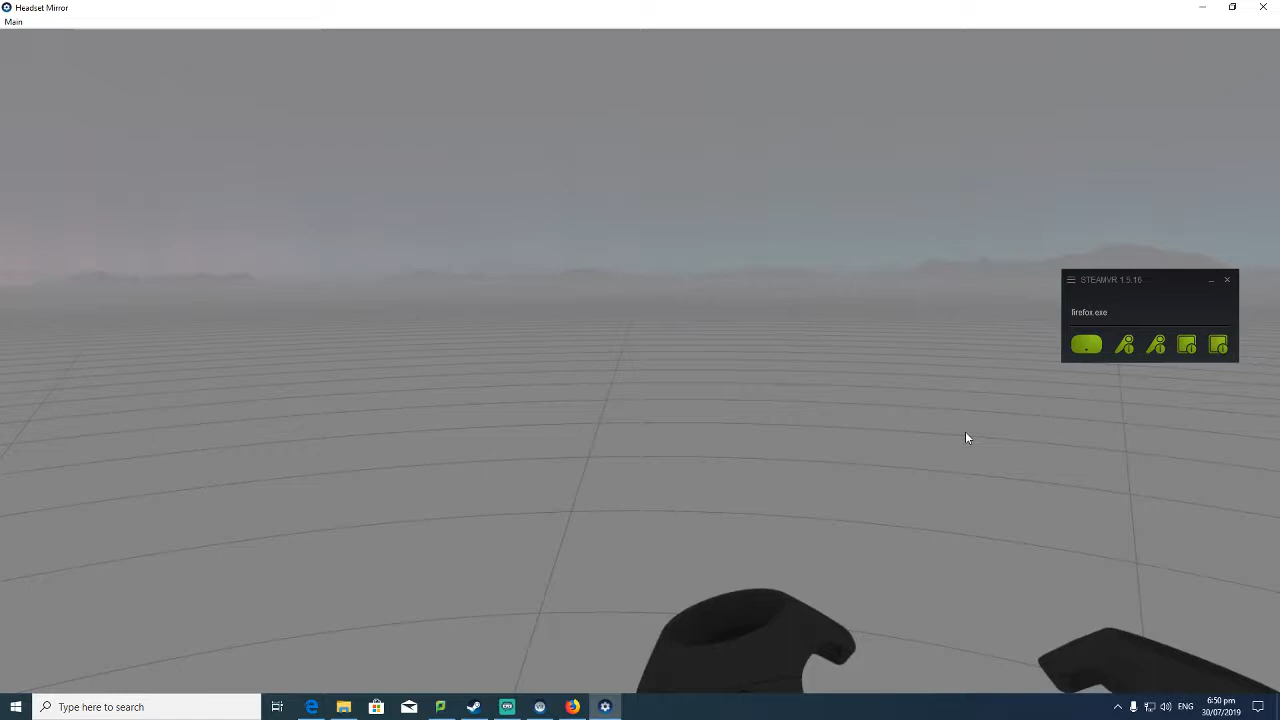 Headset Mirror
Main
STEAMVR 1.5.16
firefox.exe
Type here to search
ENG
6:50 pm
30/07/2019